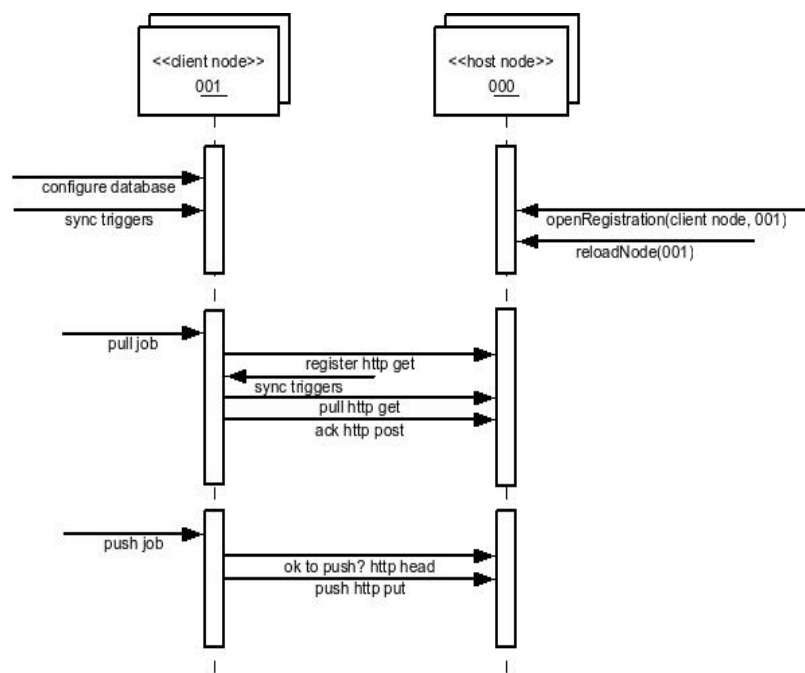 <<client node>>
001
<<host node>>
000
configure database
sync triggers
openRegistration(client node, 001)
reloadNode(001)
pull job
register http get
sync triggers
pull http get
ack http post
push job
ok to push? http head
push http put